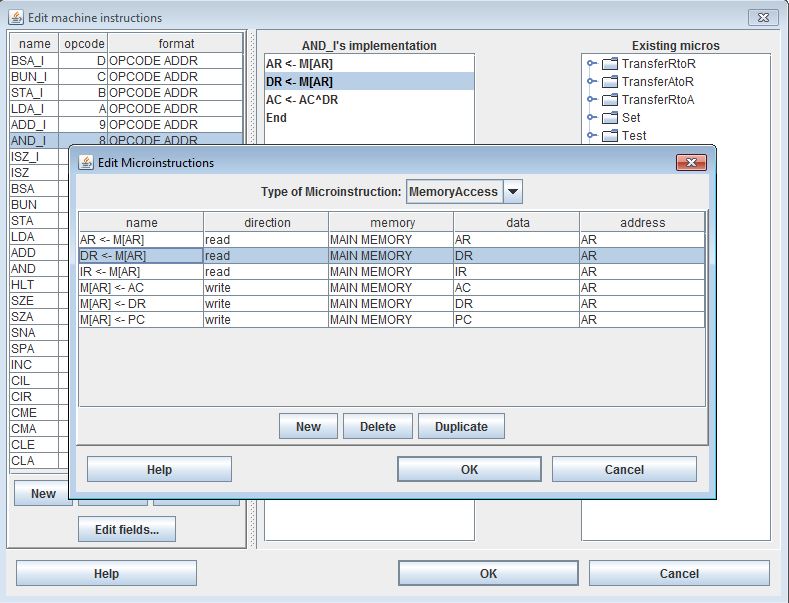 Edit machine instructions
name opcode format
BSA_I D OPCODE ADDR
BUN_I C OPCODE ADDR
STA_I B OPCODE ADDR
LDA_I A OPCODE ADDR
ADD_I 9 OPCODE ADDR
AND_I 8 OPCODE ADDR
ISZ_I
ISZ
BSA
BUN
STA
LDA
ADD
AND
HLT
SZE
SZA
SNA
SPA
INC
CIL
CIR
CME
CMA
CLE
CLA
New
Edit fields...
AND_I's implementation
AR <- M[AR]
DR <- M[AR]
AC <- AC^DR
End
Existing micros
TransferRtoR
TransferAtoR
TransferRtoA
Set
Test
Edit Microinstructions
Type of Microinstruction: MemoryAccess
name direction memory data address
AR <- M[AR] read MAIN MEMORY AR AR
DR <- M[AR] read MAIN MEMORY DR AR
IR <- M[AR] read MAIN MEMORY IR AR
M[AR] <- AC write MAIN MEMORY AC AR
M[AR] <- DR write MAIN MEMORY DR AR
M[AR] <- PC write MAIN MEMORY PC AR
New Delete Duplicate
Help OK Cancel
Help OK Cancel